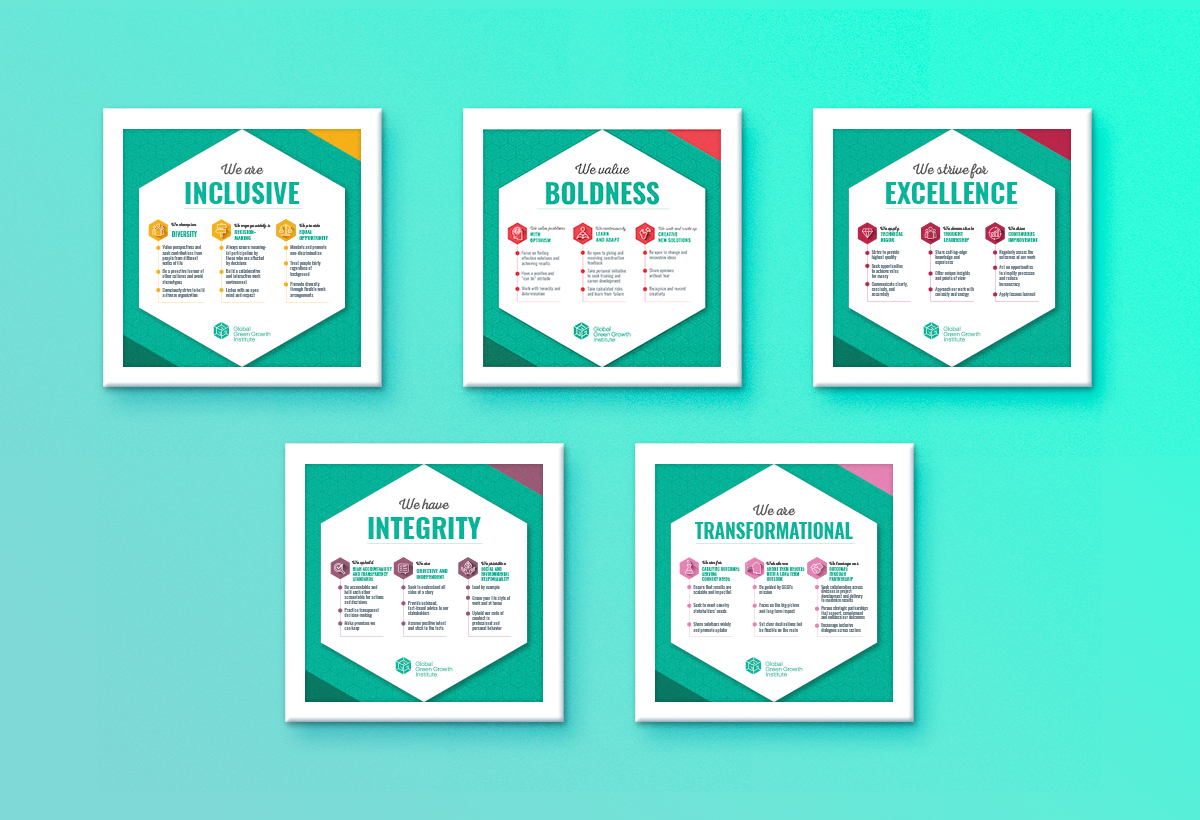 We are
INCLUSIVE
We champion
DIVERSITY
Value perspectives and
seek contributions from
people from different
walks of life
Be a proactive learner of
other cultures and avoid
stereotypes
Consciously strive to build
a diverse organization
We engage widely in
DECISION-
MAKING
Always ensure meaning-
ful participation by
those who are affected
by decisions
Build a collaborative
and interactive work
environment
Listen with an open
mind and respect
We provide
EQUAL
OPPORTUNITY
Maintain and promote
non-discrimination
Treat people fairly
regardless of
background
Promote diversity
through flexible work
arrangements
Global
Green Growth
Institute
We value
BOLDNESS
We solve problems
WITH
OPTIMISM
Focus on finding
effective solutions and
achieving results
Have a positive and
"can do" attitude
Work with tenacity and
determination
We continuously
LEARN
AND ADAPT
Be open to giving and
receiving constructive
feedback
Take personal initiative
to seek training and
career development
Take calculated risks
and learn from failure
We seek and scale up
CREATIVE
NEW SOLUTIONS
Be open to change and
innovative ideas
Share opinions
without fear
Recognize and reward
creativity
Global
Green Growth
Institute
We strive for
EXCELLENCE
We apply
TECHNICAL
RIGOR
Strive to provide
highest quality
Seek opportunities
to achieve value
for money
Communicate clearly,
concisely, and
accurately
We demonstrate
THOUGHT
LEADERSHIP
Share cutting-edge
knowledge and
experience
Offer unique insights
and points of view
Approach our work with
curiosity and energy
We drive
CONTINUOUS
IMPROVEMENT
Regularly assess the
outcomes of our work
Act on opportunities
to simplify processes
and reduce
bureaucracy
Apply lessons learned
Global
Green Growth
Institute
We have
INTEGRITY
We uphold
HIGH ACCOUNTABILITY
AND TRANSPARENCY
STANDARDS
Be accountable and
hold each other
accountable for actions
and decisions
Practice transparent
decision-making
Make promises we
can keep
We are
OBJECTIVE AND
INDEPENDENT
Seek to understand all
sides of a story
Provide unbiased,
fact-based advice to our
stakeholders
Assume positive intent
and stick to the facts
We prioritize
SOCIAL AND
ENVIRONMENTAL
RESPONSIBILITY
Lead by example
Green your life style at
work and at home
Uphold our code of
conduct in
professional and
personal behavior
Global
Green Growth
Institute
We are
TRANSFORMATIONAL
We aim for
CATALYTIC OUTCOMES
SERVING
COUNTRY NEEDS
Ensure that results are
scalable and impactful
Seek to meet country
stakeholders' needs
Share solutions widely
and promote uptake
We deliver
SHORT TERM RESULTS
WITH A LONG TERM
OUTLOOK
Be guided by GGGI's
mission
Focus on the big picture
and long-term impact
Set clear destinations but
be flexible on the route
We leverage our
OUTCOMES
THROUGH
PARTNERSHIP
Seek collaboration across
divisions in project
development and delivery
to maximize results
Pursue strategic partnerships
that support, complement
and enhance our outcomes
Encourage inclusive
dialogues across sectors
Global
Green Growth
Institute